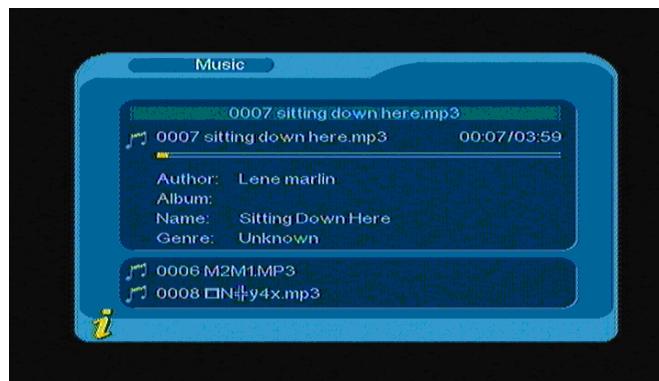 Music
0007 sitting down here.mp3
0007 sitting down here.mp3 00:07/03:59
Author: Lene marlin
Album:
Name: Sitting Down Here
Genre: Unknown
0006 M2M1.MP3
0008 □N╬y4x.mp3
i